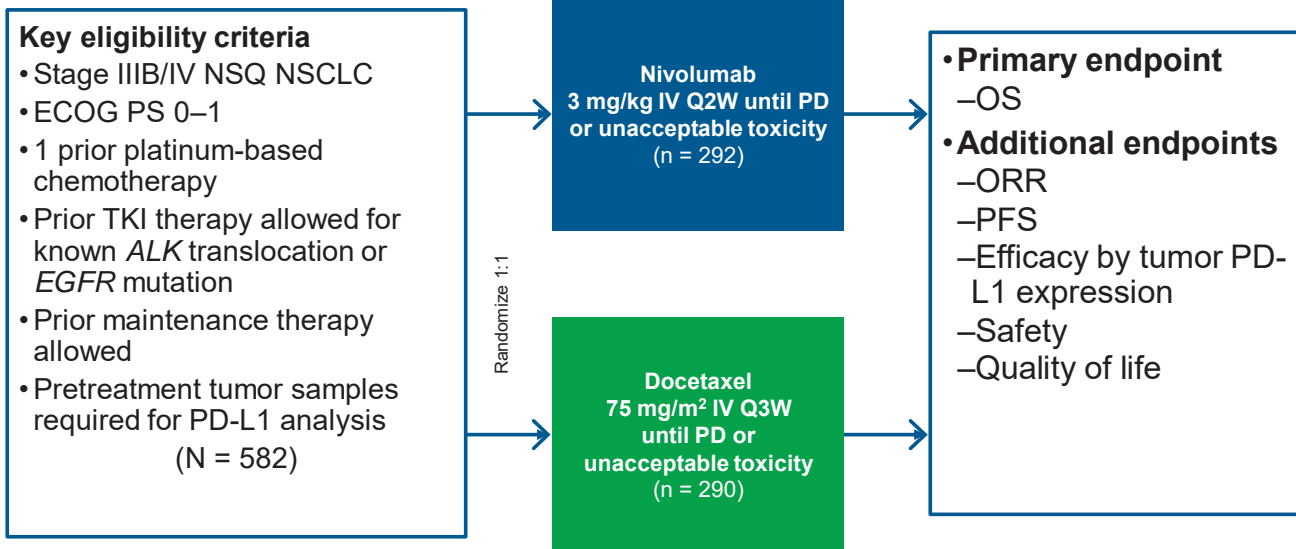 Key eligibility criteria
• Stage IIIB/IV NSQ NSCLC
• ECOG PS 0–1
• 1 prior platinum-based
chemotherapy
• Prior TKI therapy allowed for
known ALK translocation or
EGFR mutation
• Prior maintenance therapy
allowed
• Pretreatment tumor samples
required for PD-L1 analysis
(N = 582)
Randomize 1:1
Nivolumab
3 mg/kg IV Q2W until PD
or unacceptable toxicity
(n = 292)
Docetaxel
75 mg/m² IV Q3W
until PD or
unacceptable toxicity
(n = 290)
• Primary endpoint
–OS
• Additional endpoints
–ORR
–PFS
–Efficacy by tumor PD-
L1 expression
–Safety
–Quality of life